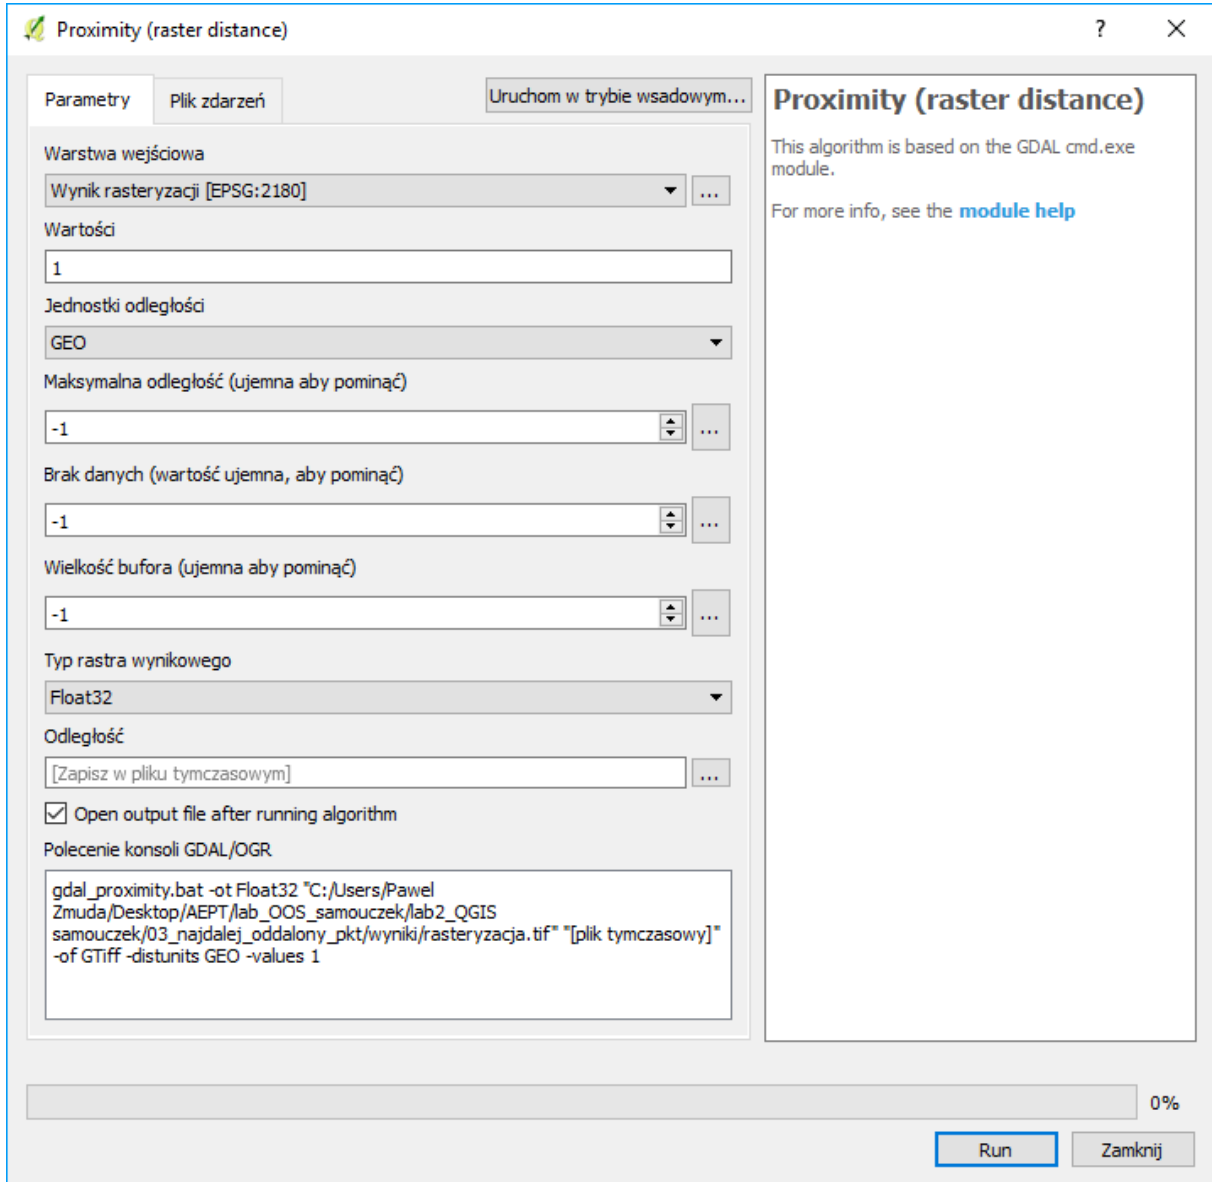 Proximity (raster distance)
?
Parametry
Plik zdarzeń
Uruchom w trybie wsadowym...
Warstwa wejściowa
Wynik rasteryzacji [EPSG:2180]
...
Wartości
1
Jednostki odległości
GEO
Maksymalna odległość (ujemna aby pominąć)
-1
...
Brak danych (wartość ujemna, aby pominąć)
-1
...
Wielkość bufora (ujemna aby pominąć)
-1
...
Typ rastra wynikowego
Float32
Odległość
[Zapisz w pliku tymczasowym]
...
Open output file after running algorithm
Polecenie konsoli GDAL/OGR
gdal_proximity.bat -ot Float32 "C:/Users/Pawel
Zmuda/Desktop/AEPT/lab_OOS_samouczek/lab2_QGIS
samouczek/03_najdalej_oddalony_pkt/wyniki/rasteryzacja.tif" "[plik tymczasowy]"
-of GTiff -distunits GEO -values 1
Proximity (raster distance)
This algorithm is based on the GDAL cmd.exe
module.
For more info, see the module help
0%
Run
Zamknij